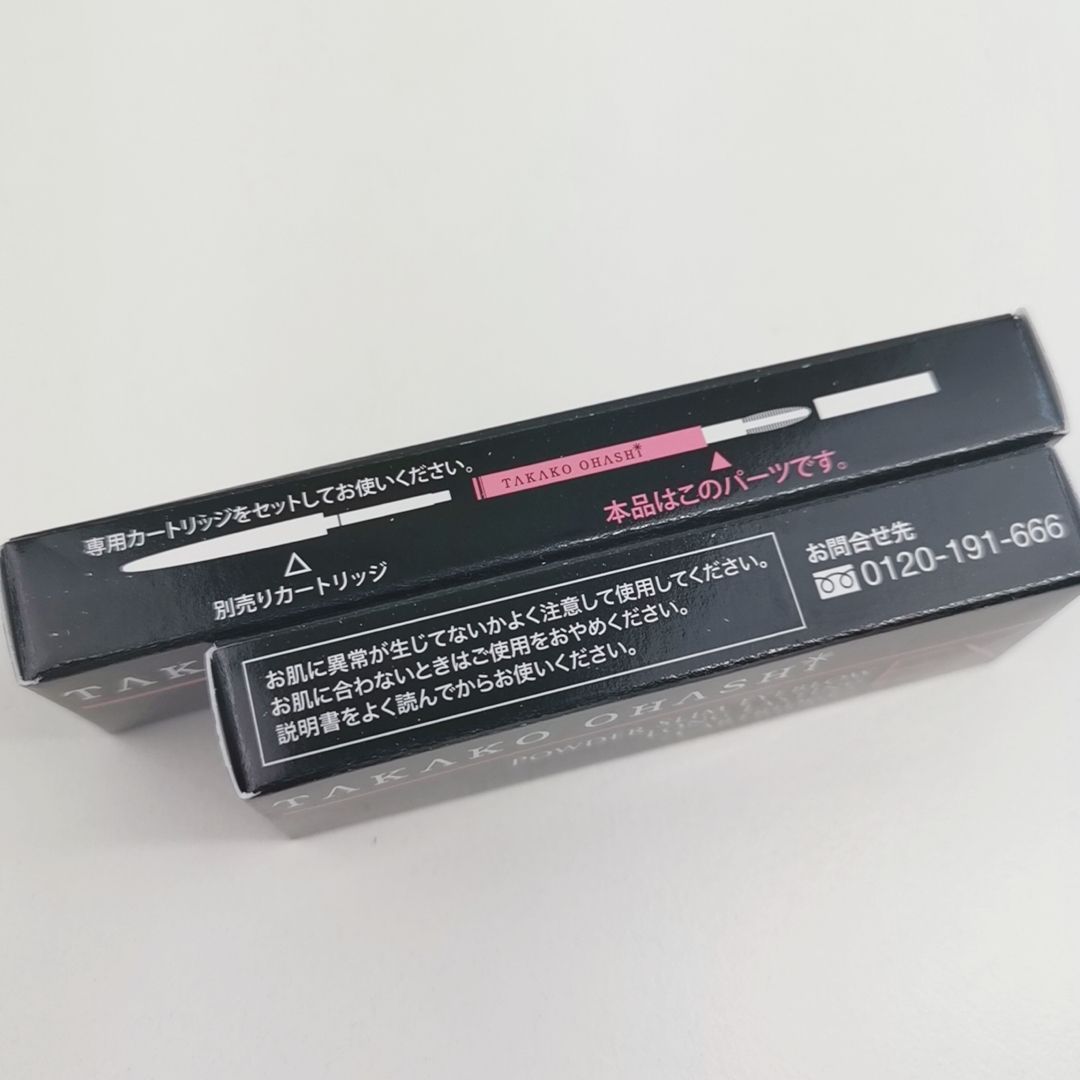 専用カートリッジをセットしてお使いください。
TAKAKO OHASHI
本品はこのパーツです。
別売りカートリッジ
TAK
お肌に異常が生じてないかよく注意して使用してください。
お肌に合わないときはご使用をおやめください。
説明書をよく読んでからお使いください。
お問合せ先
0120-191-666
TAKAKO OHASHI
POWDER